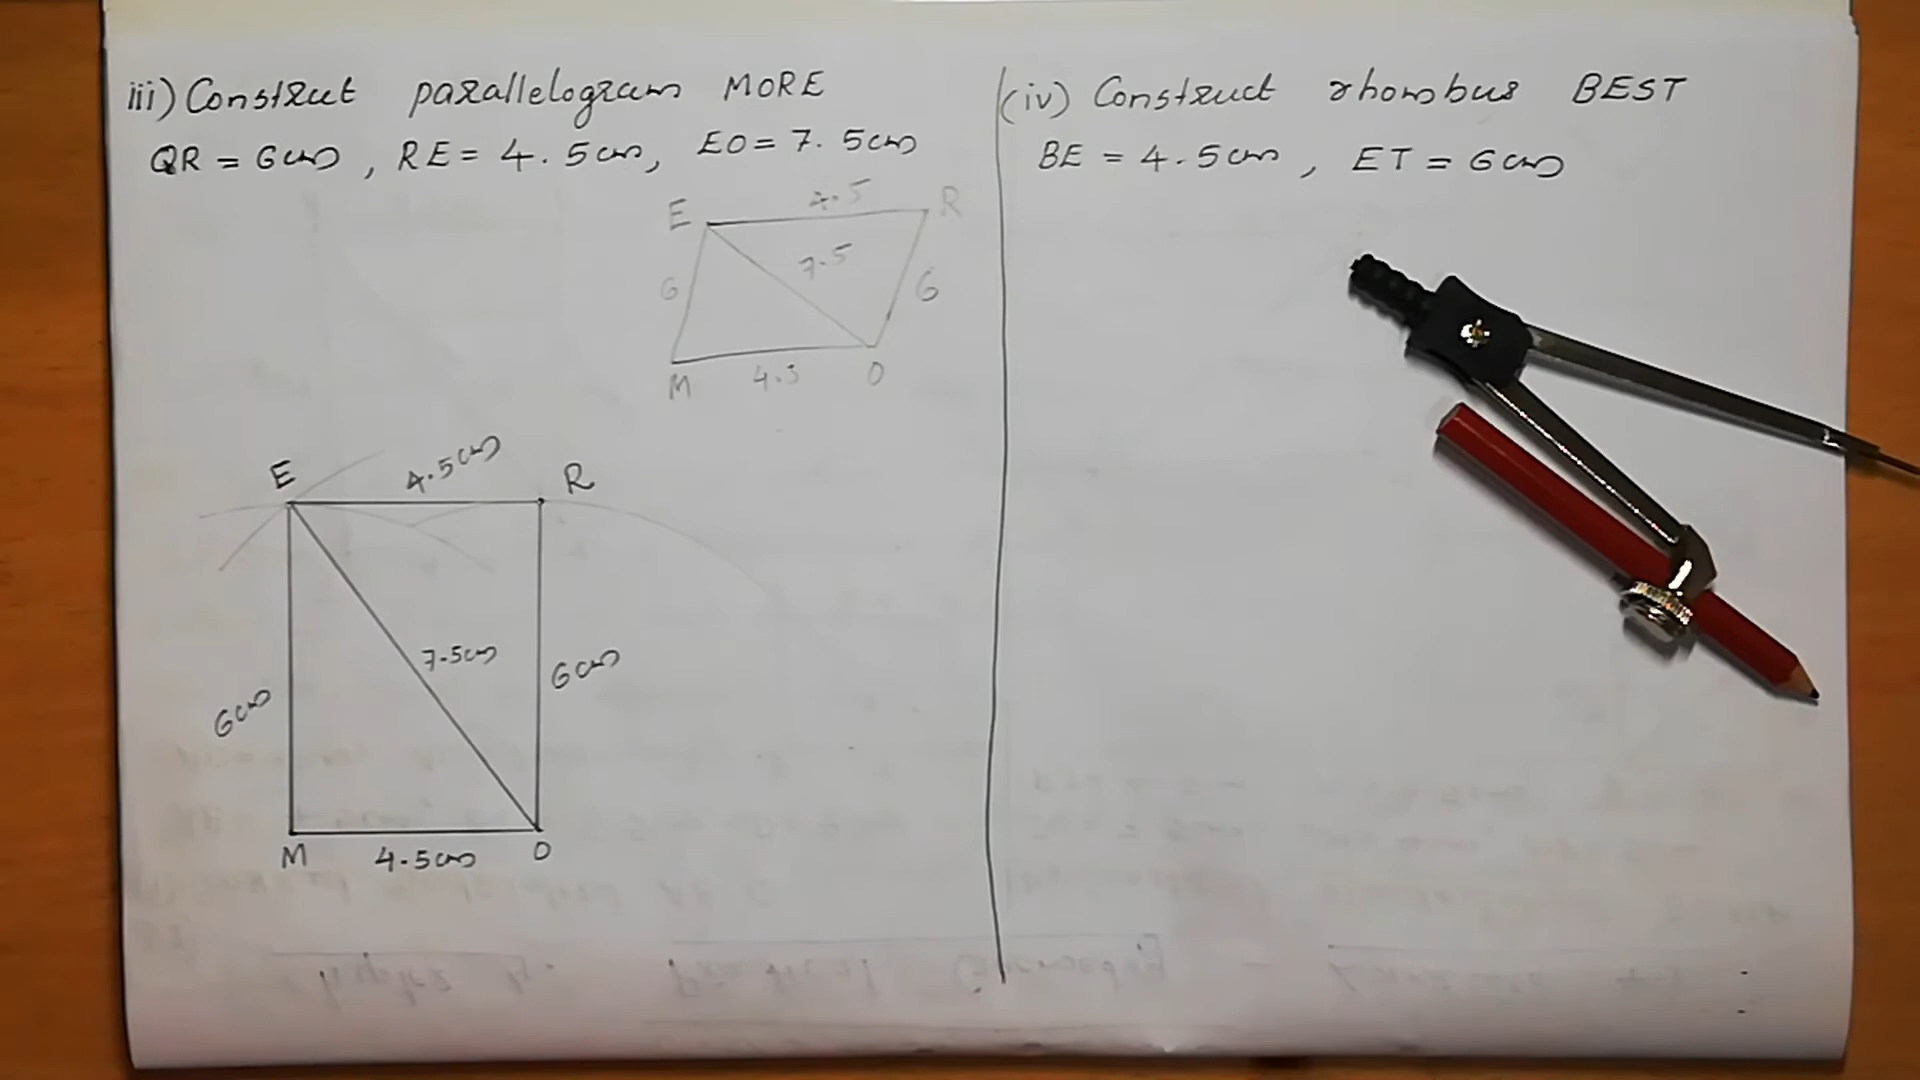 iii) Construct parallelogram MORE
QR = 6cm, RE = 4.5cm, EO = 7.5cm
E 4.5 R
7.5
6 6
M 4.5 O
E 4.5cm R
7.5cm 6cm
6cm
M 4.5cm O
(iv) Construct rhombus BEST
BE = 4.5cm, ET = 6cm